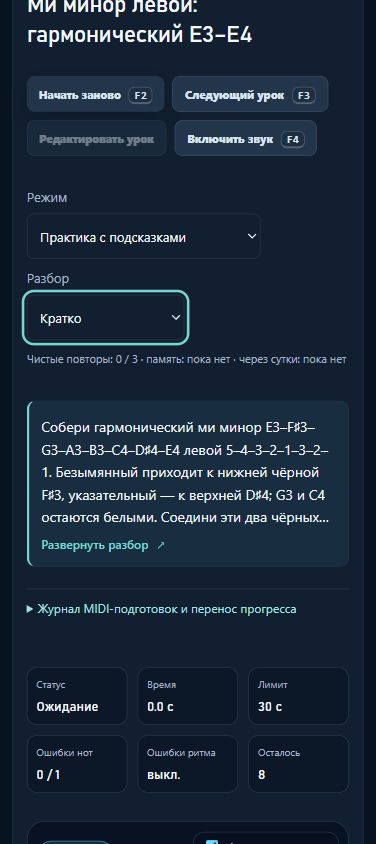 Ми минор левой:
гармонический E3–E4
Начать заново F2
Следующий урок F3
Редактировать урок
Включить звук F4
Режим
Практика с подсказками
Разбор
Кратко
Чистые повторы: 0 / 3 · память: пока нет · через сутки: пока нет
Собери гармонический ми минор E3–F♯3–
G3–A3–B3–C4–D♯4–E4 левой 5–4–3–2–1–3–2–
1. Безымянный приходит к нижней чёрной
F♯3, указательный — к верхней D♯4; G3 и C4
остаются белыми. Соедини эти два чёрных...
Развернуть разбор ↗
▶ Журнал MIDI-подготовок и перенос прогресса
Статус
Ожидание
Время
0.0 с
Лимит
30 с
Ошибки нот
0 / 1
Ошибки ритма
выкл.
Осталось
8